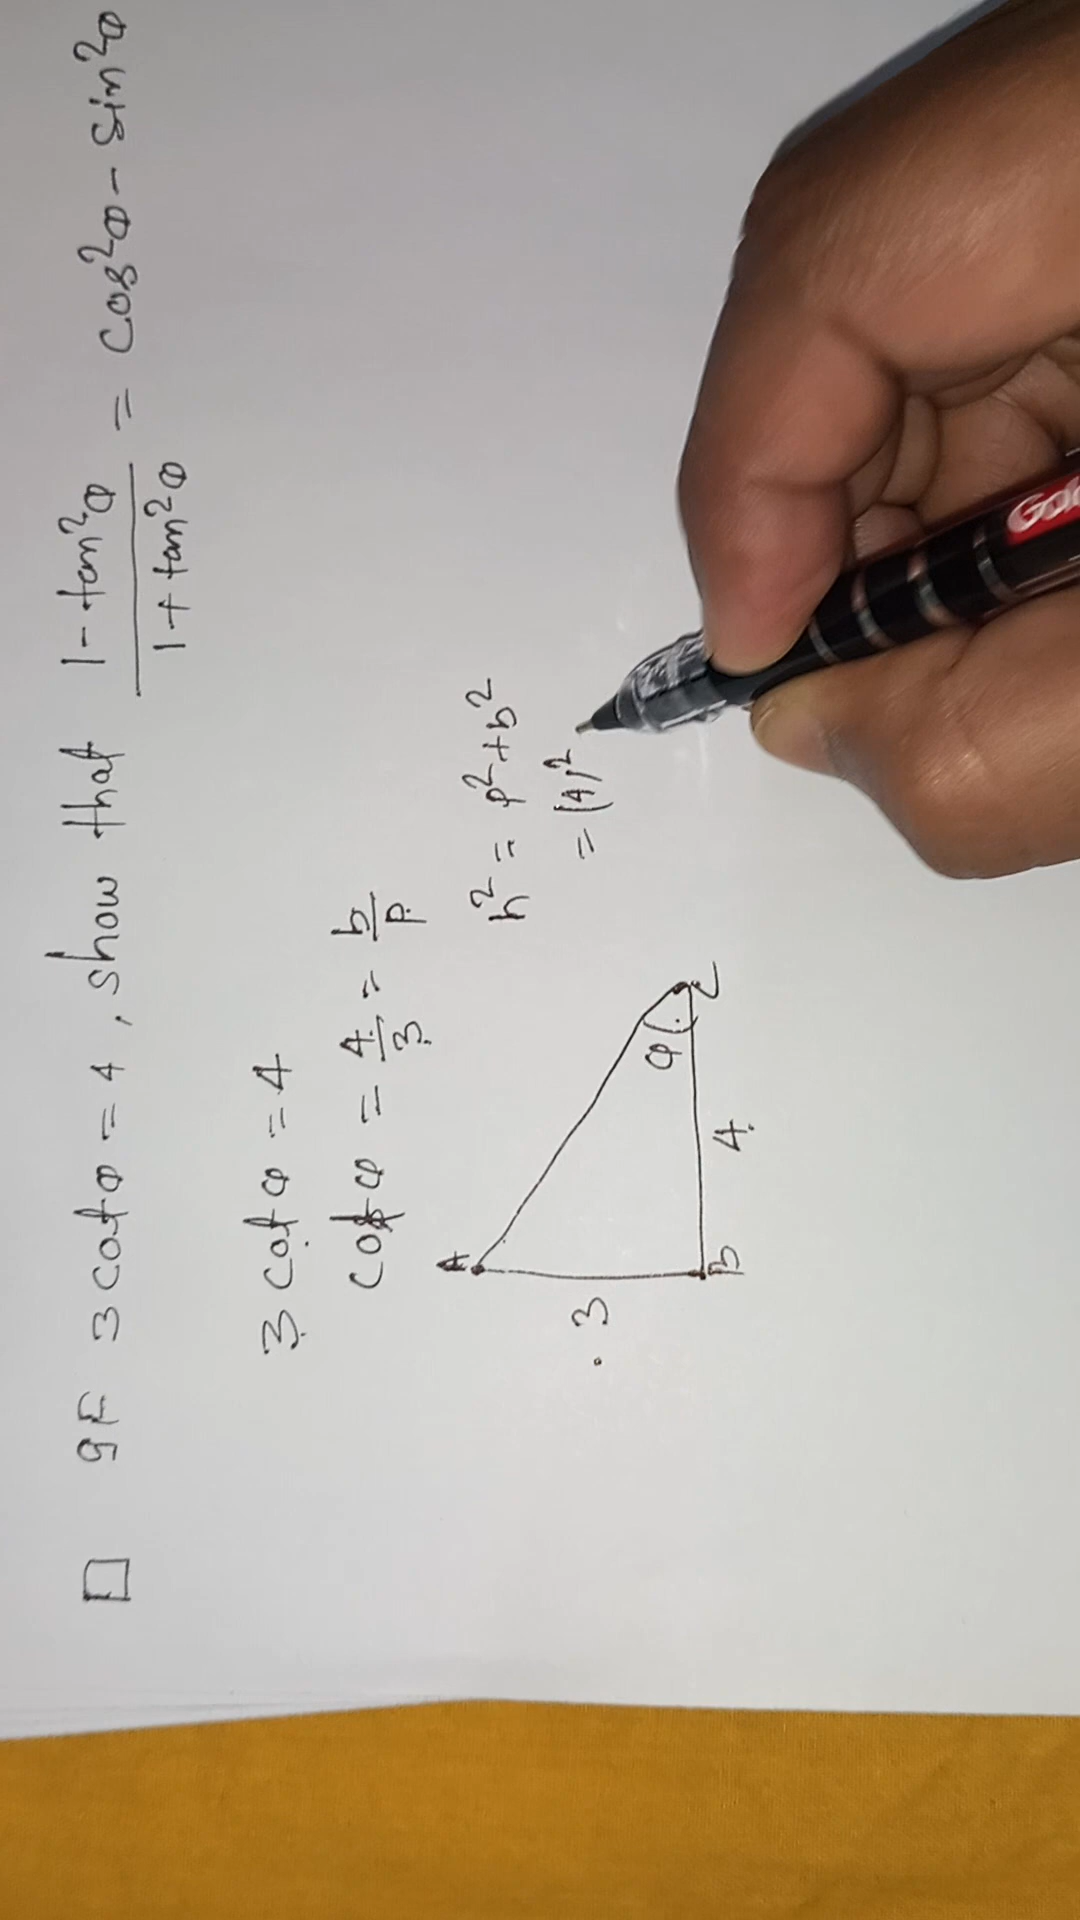 If 3 cot θ = 4, show that (1 - tan²θ)/(1 + tan²θ) = cos²θ - sin²θ
3 cot θ = 4
cot θ = 4/3 = b/p
A
3
B
4
C
θ
h² = p² + b²
= (4)²